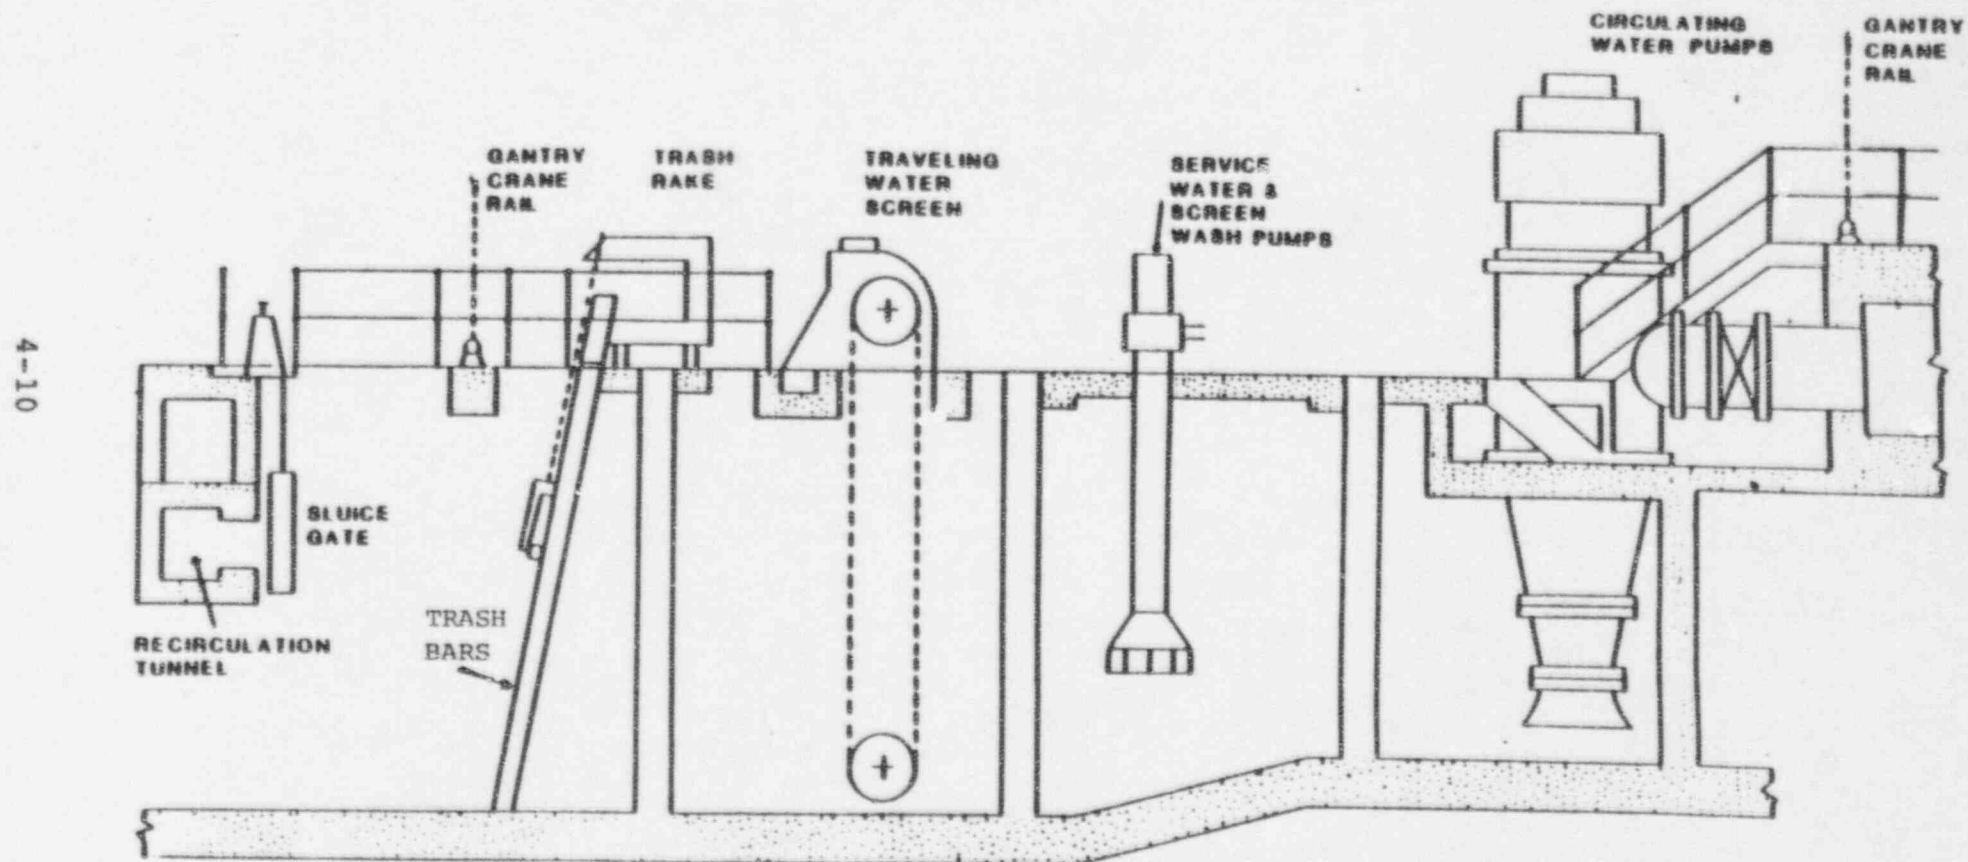 CIRCULATING
WATER PUMPS
GANTRY
CRANE
RAIL
GANTRY
CRANE
RAIL
TRASH
RAKE
TRAVELING
WATER
SCREEN
SERVICE
WATER &
SCREEN
WASH PUMPS
4-10
SLUICE
GATE
TRASH
BARS
RECIRCULATION
TUNNEL